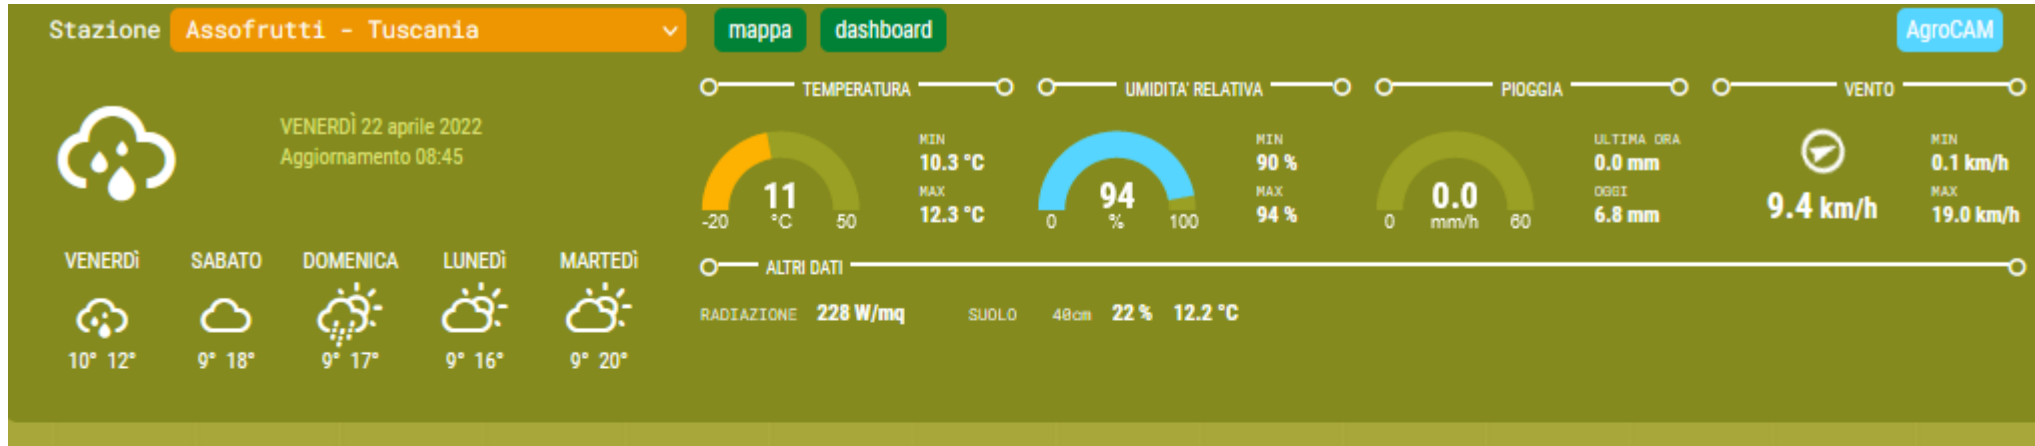 Stazione Assofrutti - Tuscania mappa dashboard AgroCAM
VENERDÌ 22 aprile 2022
Aggiornamento 08:45
TEMPERATURA
11
°C
-20 50
MIN
10.3 °C
MAX
12.3 °C
UMIDITA' RELATIVA
94
%
0 100
MIN
90 %
MAX
94 %
PIOGGIA
0.0
mm/h
0 60
ULTIMA ORA
0.0 mm
OGGI
6.8 mm
VENTO
9.4 km/h
MIN
0.1 km/h
MAX
19.0 km/h
VENERDì SABATO DOMENICA LUNEDì MARTEDì
10° 12° 9° 18° 9° 17° 9° 16° 9° 20°
ALTRI DATI
RADIAZIONE 228 W/mq SUOLO 40cm 22 % 12.2 °C